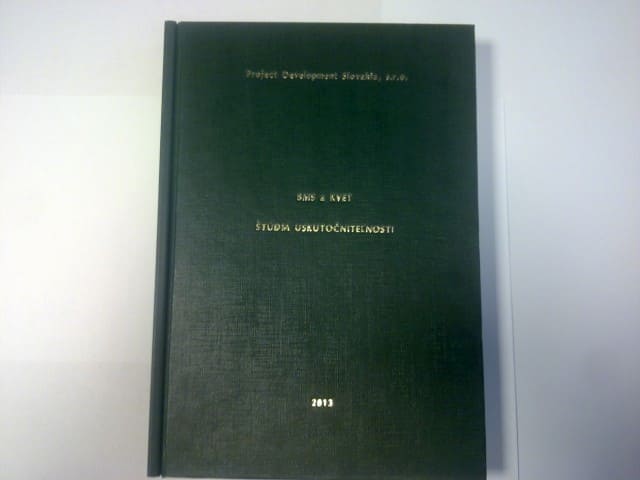 Project Development Slovakia, s.r.o.
BMS a KVET
ŠTÚDIA USKUTOČNITEĽNOSTI
2013